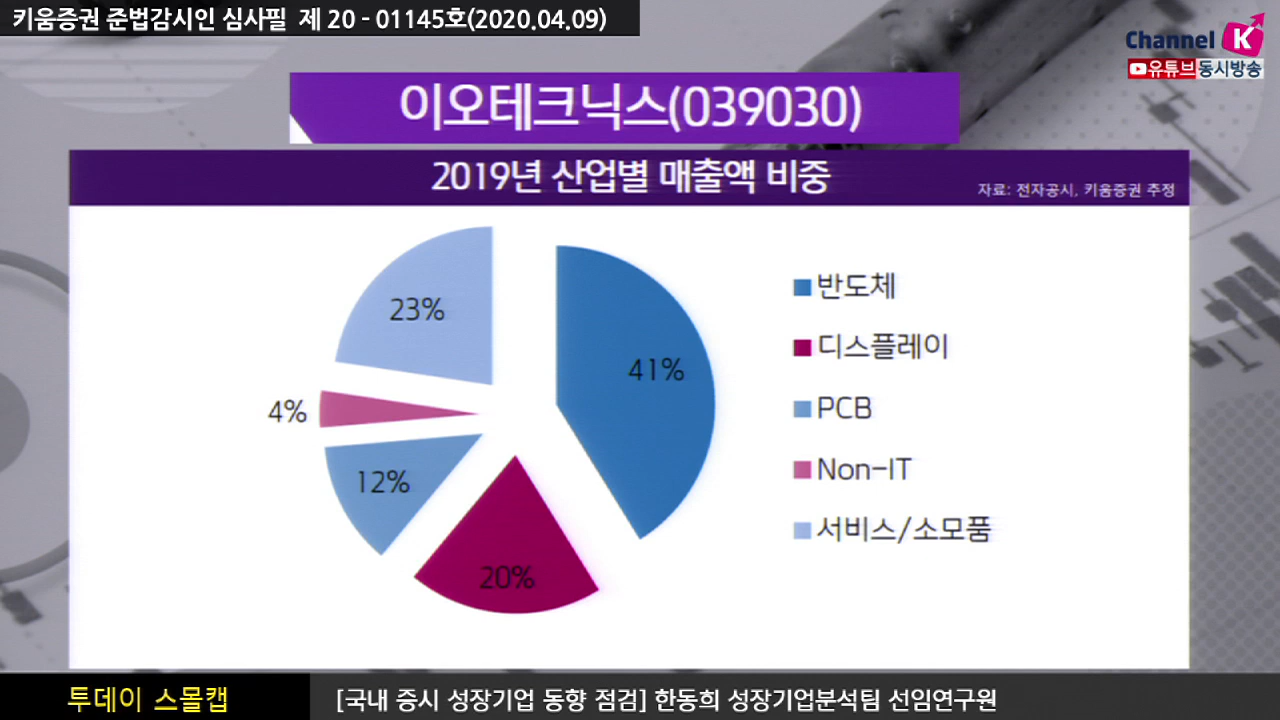 키움증권 준법감시인 심사필 제 20 - 01145호(2020.04.09)
Channel K
유튜브 동시방송
이오테크닉스(039030)
2019년 산업별 매출액 비중
자료: 전자공시, 키움증권 추정
23%
41%
4%
12%
20%
반도체
디스플레이
PCB
Non-IT
서비스/소모품
투데이 스몰캡
[국내 증시 성장기업 동향 점검] 한동희 성장기업분석팀 선임연구원